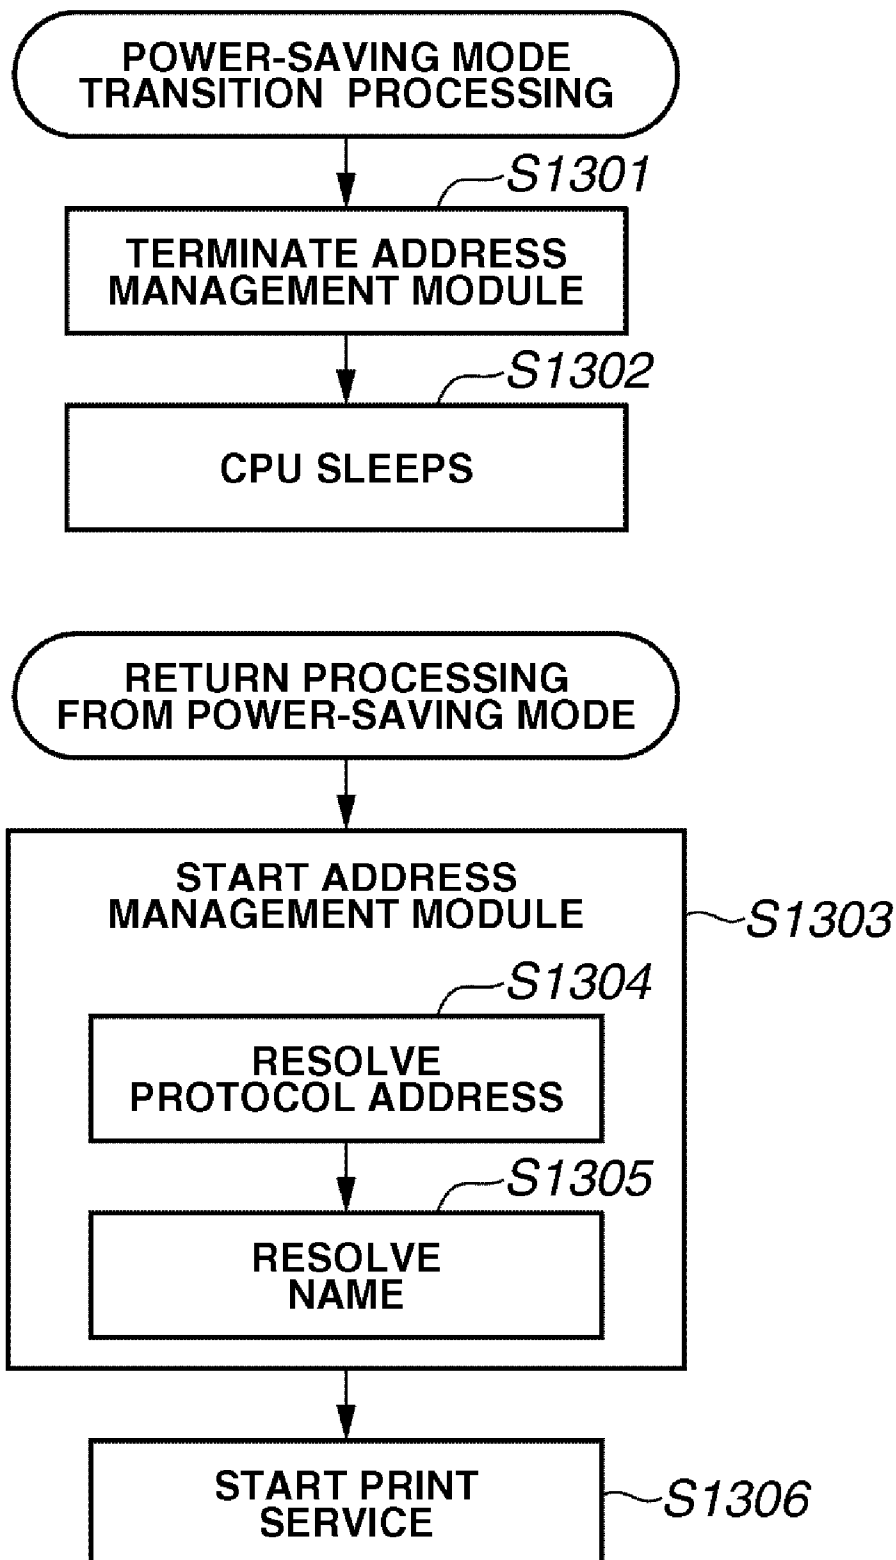 POWER-SAVING MODE
TRANSITION PROCESSING
S1301
TERMINATE ADDRESS
MANAGEMENT MODULE
S1302
CPU SLEEPS
RETURN PROCESSING
FROM POWER-SAVING MODE
START ADDRESS
MANAGEMENT MODULE
S1303
S1304
RESOLVE
PROTOCOL ADDRESS
S1305
RESOLVE
NAME
START PRINT
SERVICE
S1306